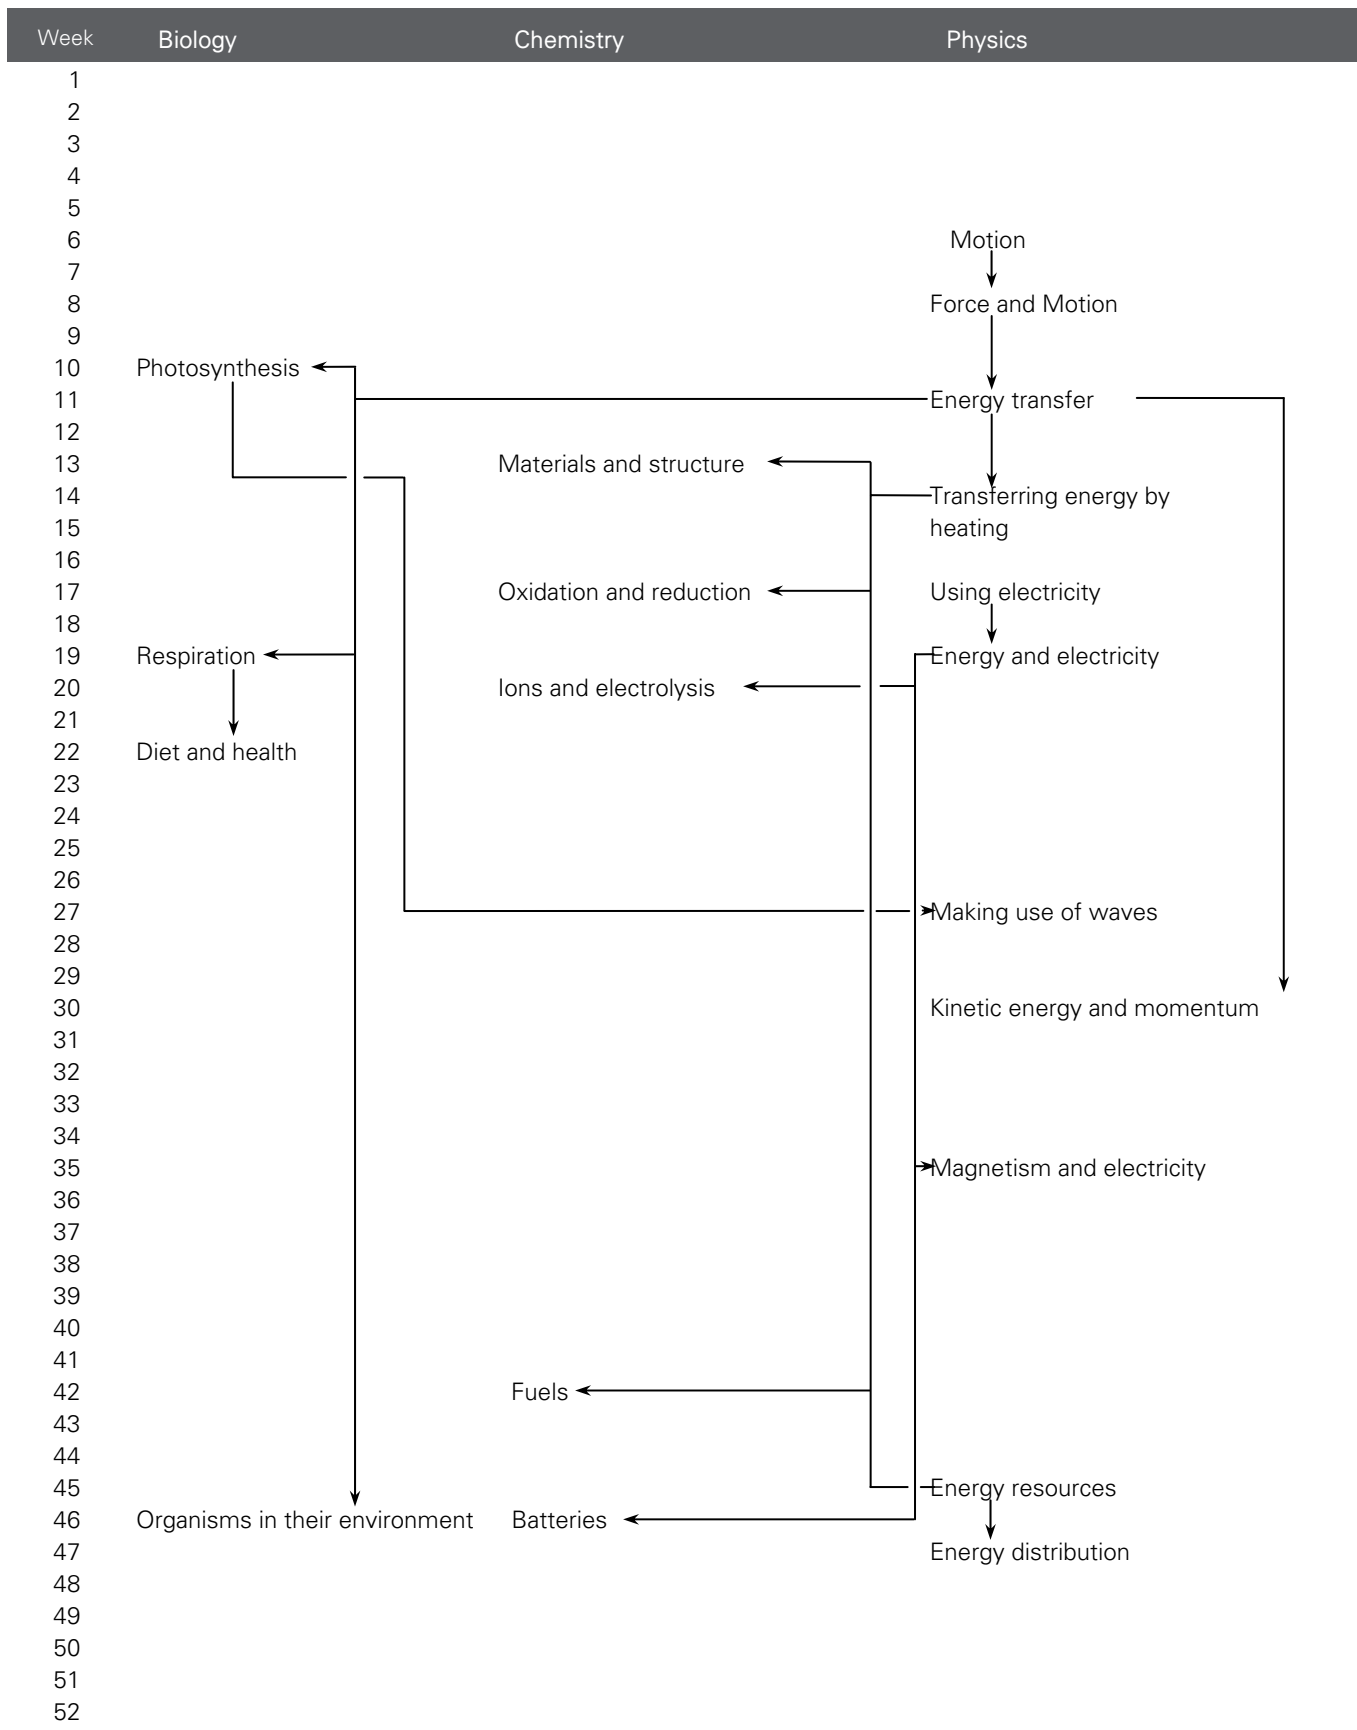 Week Biology Chemistry Physics
1
2
3
4
5
6 Motion
7
8 Force and Motion
9
10 Photosynthesis
11 Energy transfer
12
13 Materials and structure
14 Transferring energy by
15 heating
16
17 Oxidation and reduction Using electricity
18
19 Respiration Energy and electricity
20 Ions and electrolysis
21
22 Diet and health
23
24
25
26
27 Making use of waves
28
29
30 Kinetic energy and momentum
31
32
33
34
35 Magnetism and electricity
36
37
38
39
40
41
42 Fuels
43
44
45 Energy resources
46 Organisms in their environment Batteries
47 Energy distribution
48
49
50
51
52